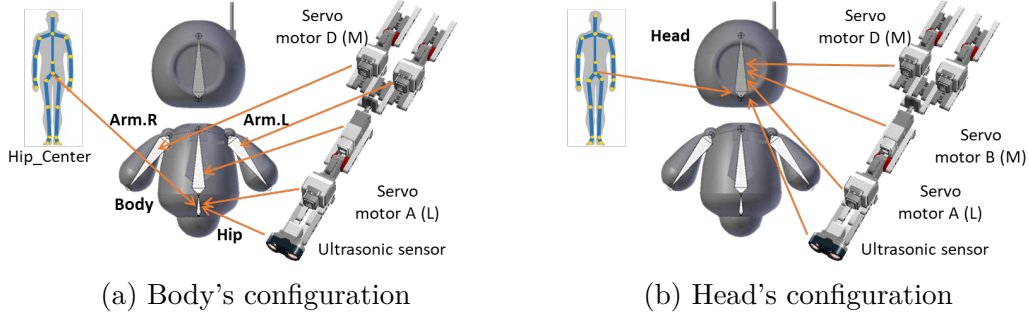 Servo
motor D (M)
Arm.R
Arm.L
Hip_Center
Body
Servo
motor A (L)
Hip
Ultrasonic sensor
(a) Body's configuration
Head
Servo
motor D (M)
Servo
motor B (M)
Servo
motor A (L)
Ultrasonic sensor
(b) Head's configuration